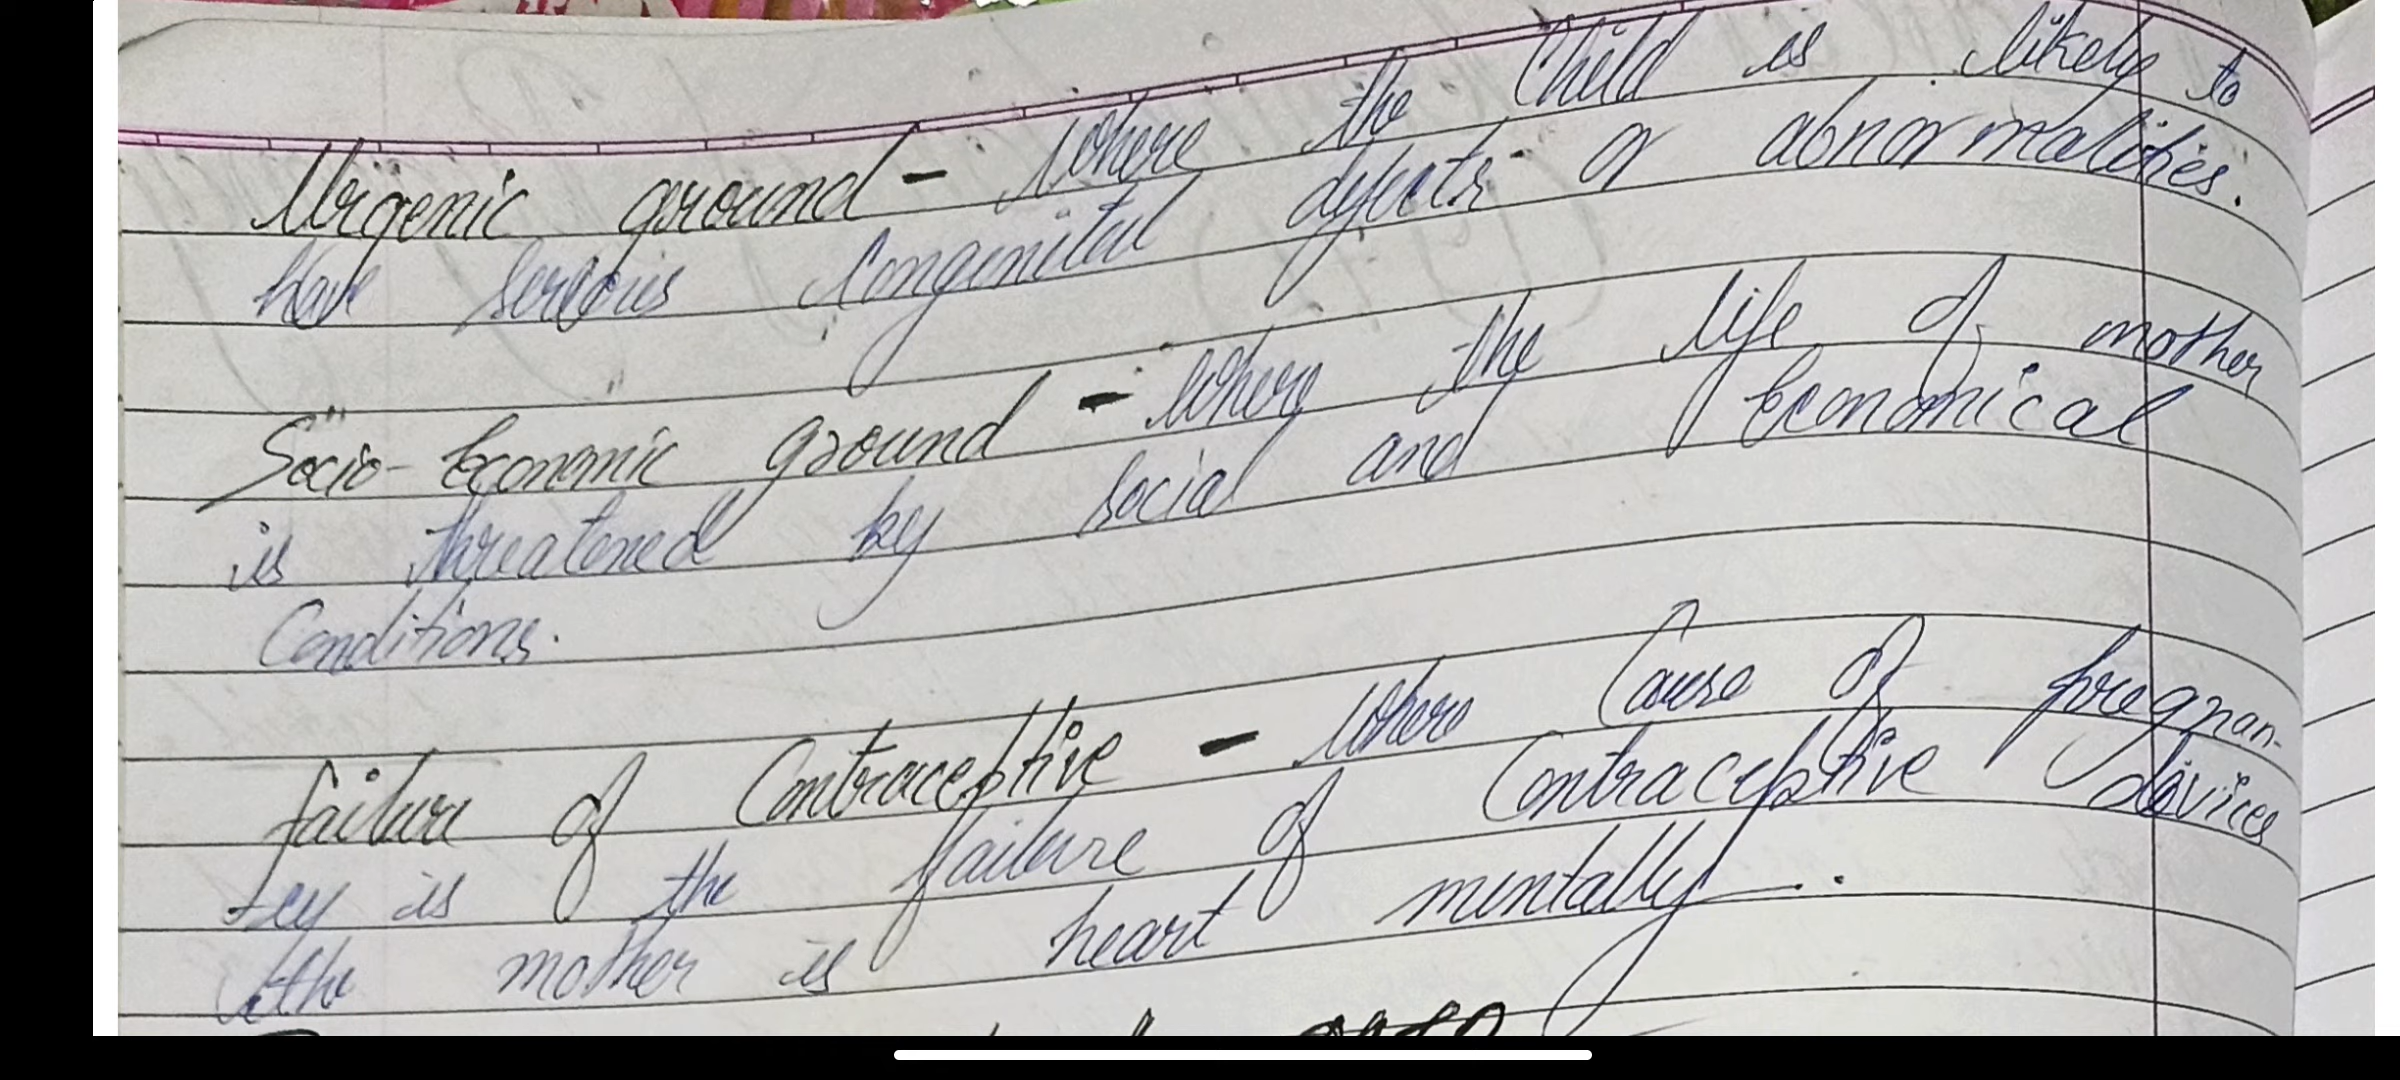 ground - where the Child is likely to
have serious Congenital defects or abnormalities.
Socio-Economic ground - where the life of mother
is threatened by social and Economical
Conditions.
failure of Contraceptive - where Cause of pregnan-
cy is the failure of Contraceptive devices
the mother is heart mentally.